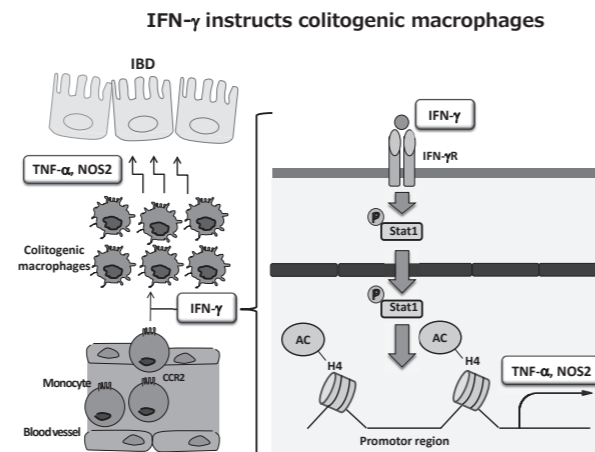 IFN-γ instructs colitogenic macrophages
IBD
TNF-α, NOS2
Colitogenic
macrophages
IFN-γ
CCR2
Monocyte
Blood vessel
IFN-γ
IFN-γR
P
Stat1
P
Stat1
AC
H4
AC
H4
TNF-α, NOS2
Promotor region